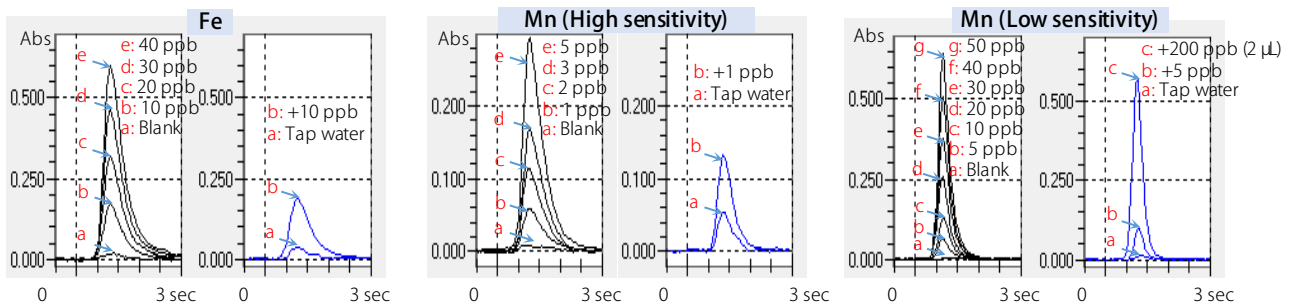 Fe
Abs
0.500
0.250
0.000
e
d
c
b
a
e: 40 ppb
d: 30 ppb
c: 20 ppb
b: 10 ppb
a: Blank
0
3 sec
0.500
0.250
0.000
b: +10 ppb
a: Tap water
b
a
0
3 sec
Mn (High sensitivity)
Abs
0.200
0.100
0.000
e
d
c
b
a
e: 5 ppb
d: 3 ppb
c: 2 ppb
b: 1 ppb
a: Blank
0
3 sec
0.200
0.100
0.000
b: +1 ppb
a: Tap water
b
a
0
3 sec
Mn (Low sensitivity)
Abs
0.500
0.250
0.000
g
f
e
d
c
b
a
g: 50 ppb
f: 40 ppb
e: 30 ppb
d: 20 ppb
c: 10 ppb
b: 5 ppb
a: Blank
0
3 sec
0.500
0.250
0.000
c: +200 ppb (2 µL)
b: +5 ppb
a: Tap water
c
b
a
0
3 sec